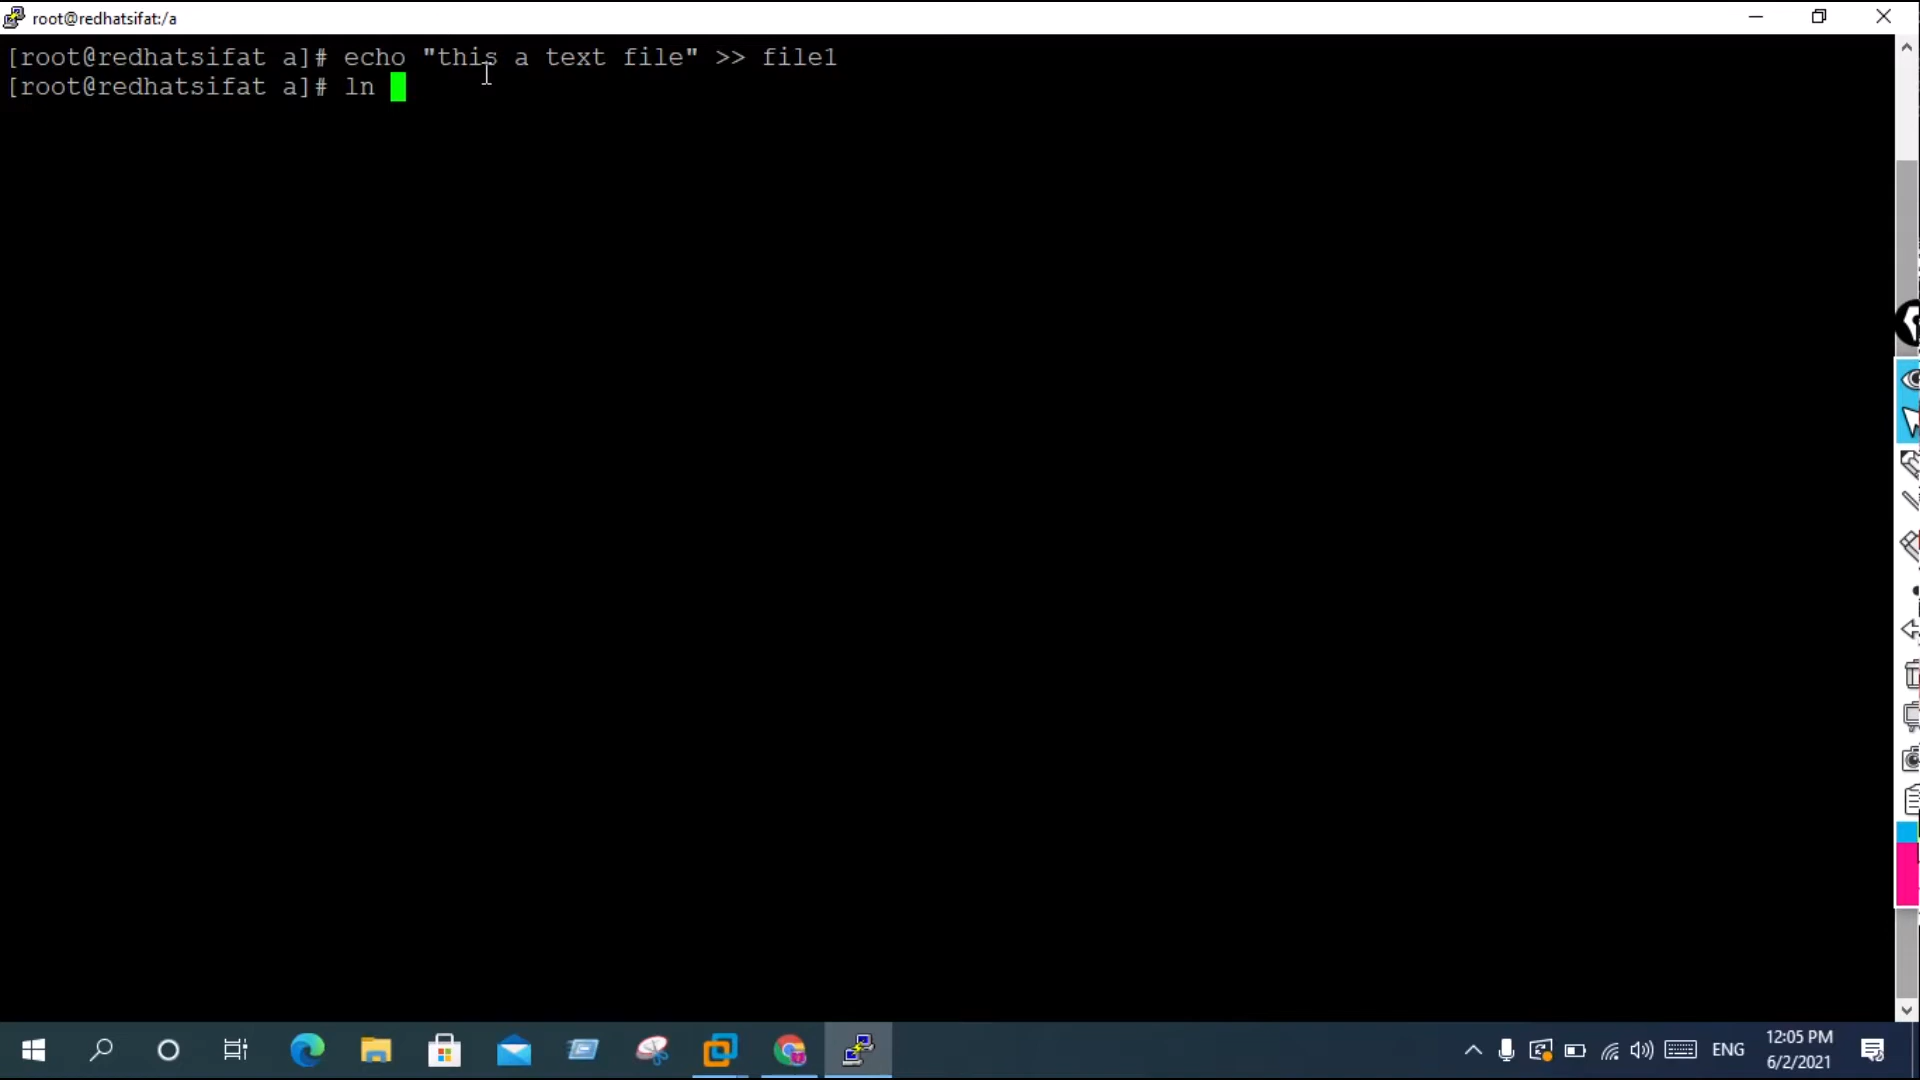 root@redhatsifat:/a
[root@redhatsifat a]# echo "this a text file" >> file1
[root@redhatsifat a]# ln
ENG
12:05 PM
6/2/2021